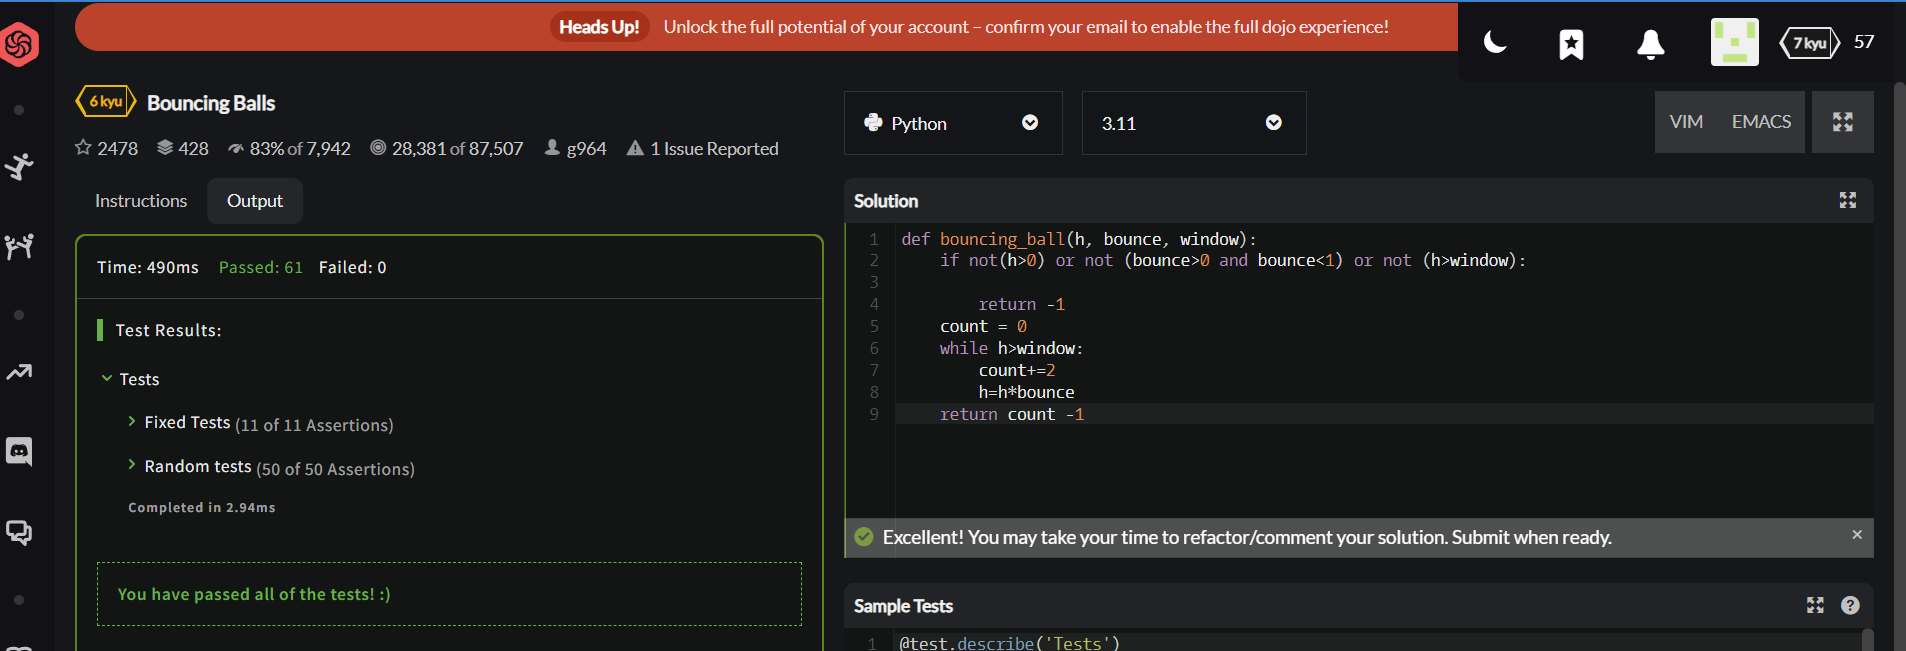 Heads Up! Unlock the full potential of your account – confirm your email to enable the full dojo experience!
7 kyu 57
6 kyu Bouncing Balls
2478 428 83% of 7,942 28,381 of 87,507 g964 1 Issue Reported
Python 3.11
VIM EMACS
Instructions Output
Time: 490ms Passed: 61 Failed: 0
Test Results:
Tests
Fixed Tests (11 of 11 Assertions)
Random tests (50 of 50 Assertions)
Completed in 2.94ms
You have passed all of the tests! :)
Solution
1 def bouncing_ball(h, bounce, window):
2     if not(h>0) or not (bounce>0 and bounce<1) or not (h>window):
3
4         return -1
5     count = 0
6     while h>window:
7         count+=2
8         h=h*bounce
9     return count -1
Excellent! You may take your time to refactor/comment your solution. Submit when ready. ×
Sample Tests ?
1 @test.describe('Tests')